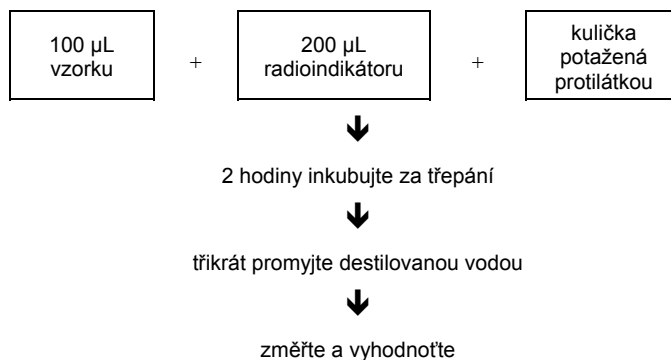 100 µL
vzorku
+
200 µL
radioindikátoru
+
kulička
potažená
protilátkou
2 hodiny inkubujte za třepání
třikrát promyjte destilovanou vodou
změřte a vyhodnoťte